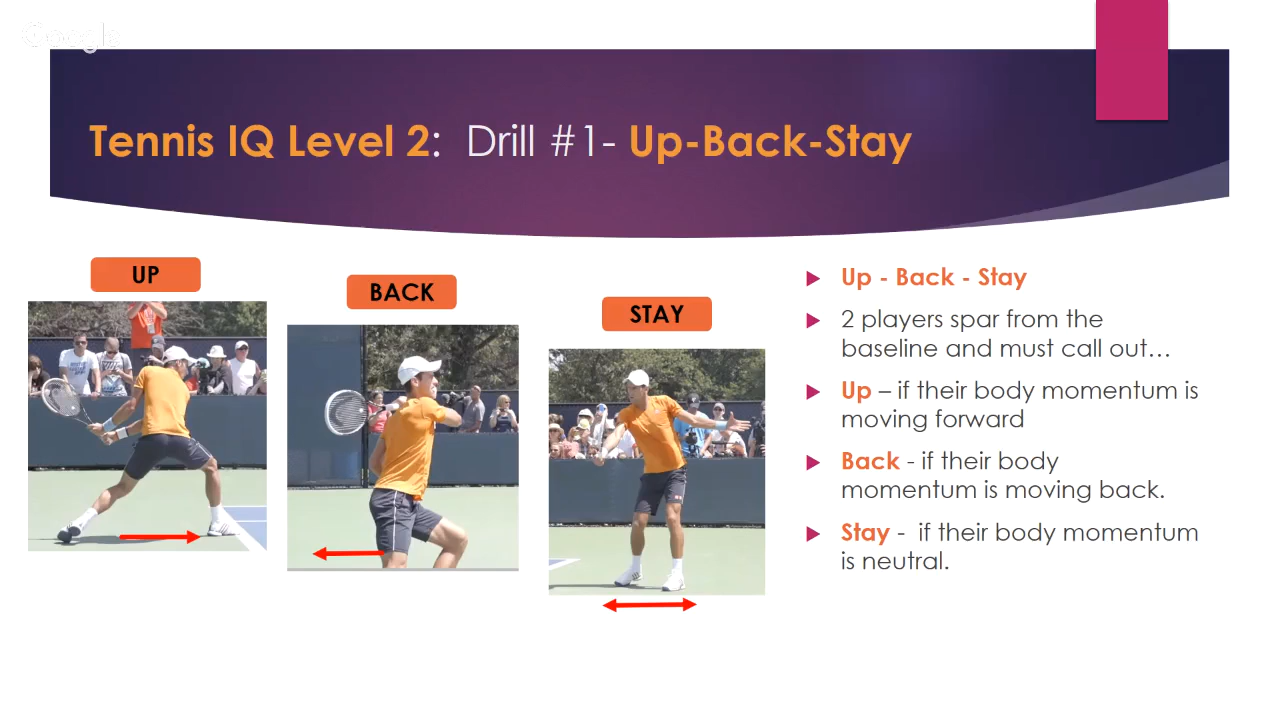 Google
Tennis IQ Level 2: Drill #1- Up-Back-Stay
UP
BACK
STAY
Up - Back - Stay
2 players spar from the
baseline and must call out…
Up – if their body momentum is
moving forward
Back - if their body
momentum is moving back.
Stay - if their body momentum
is neutral.